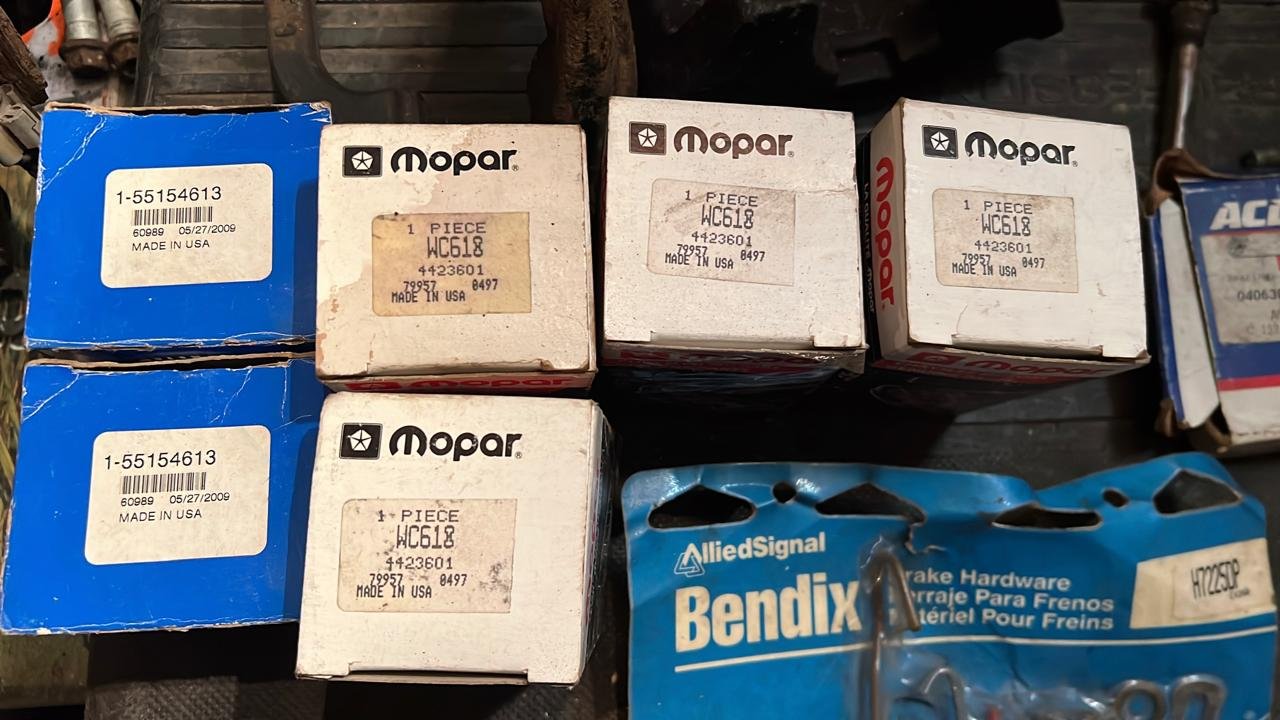 1-55154613
60989 05/27/2009
MADE IN USA
Mopar
1 PIECE
WC618
4423601
79957 0497
MADE IN USA
Mopar
Mopar
1 PIECE
WC618
4423601
79957 0497
MADE IN USA
Mopar
1 PIECE
WC618
4423601
79957 0497
MADE IN USA
Mopar
1-55154613
60989 05/27/2009
MADE IN USA
Mopar
1 PIECE
WC618
4423601
79957 0497
MADE IN USA
AlliedSignal
Bendix
Hardware
Para Frenos
Pour Freins
H7225DP